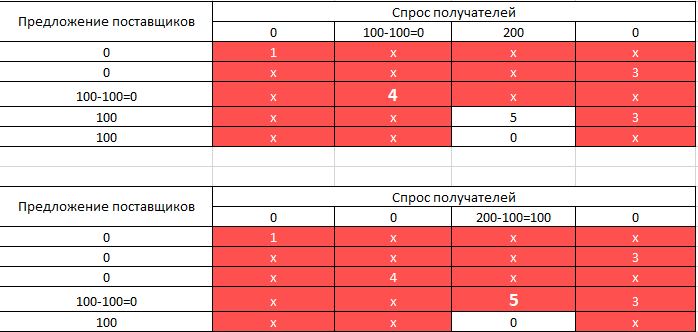 Предложение поставщиков Спрос получателей
0 100-100=0 200 0
0 1 x x x
0 x x x 3
100-100=0 x 4 x x
100 x x 5 3
100 x x 0 x
Предложение поставщиков Спрос получателей
0 0 200-100=100 0
0 1 x x x
0 x x x 3
0 x 4 x x
100-100=0 x x 5 3
100 x x 0 x